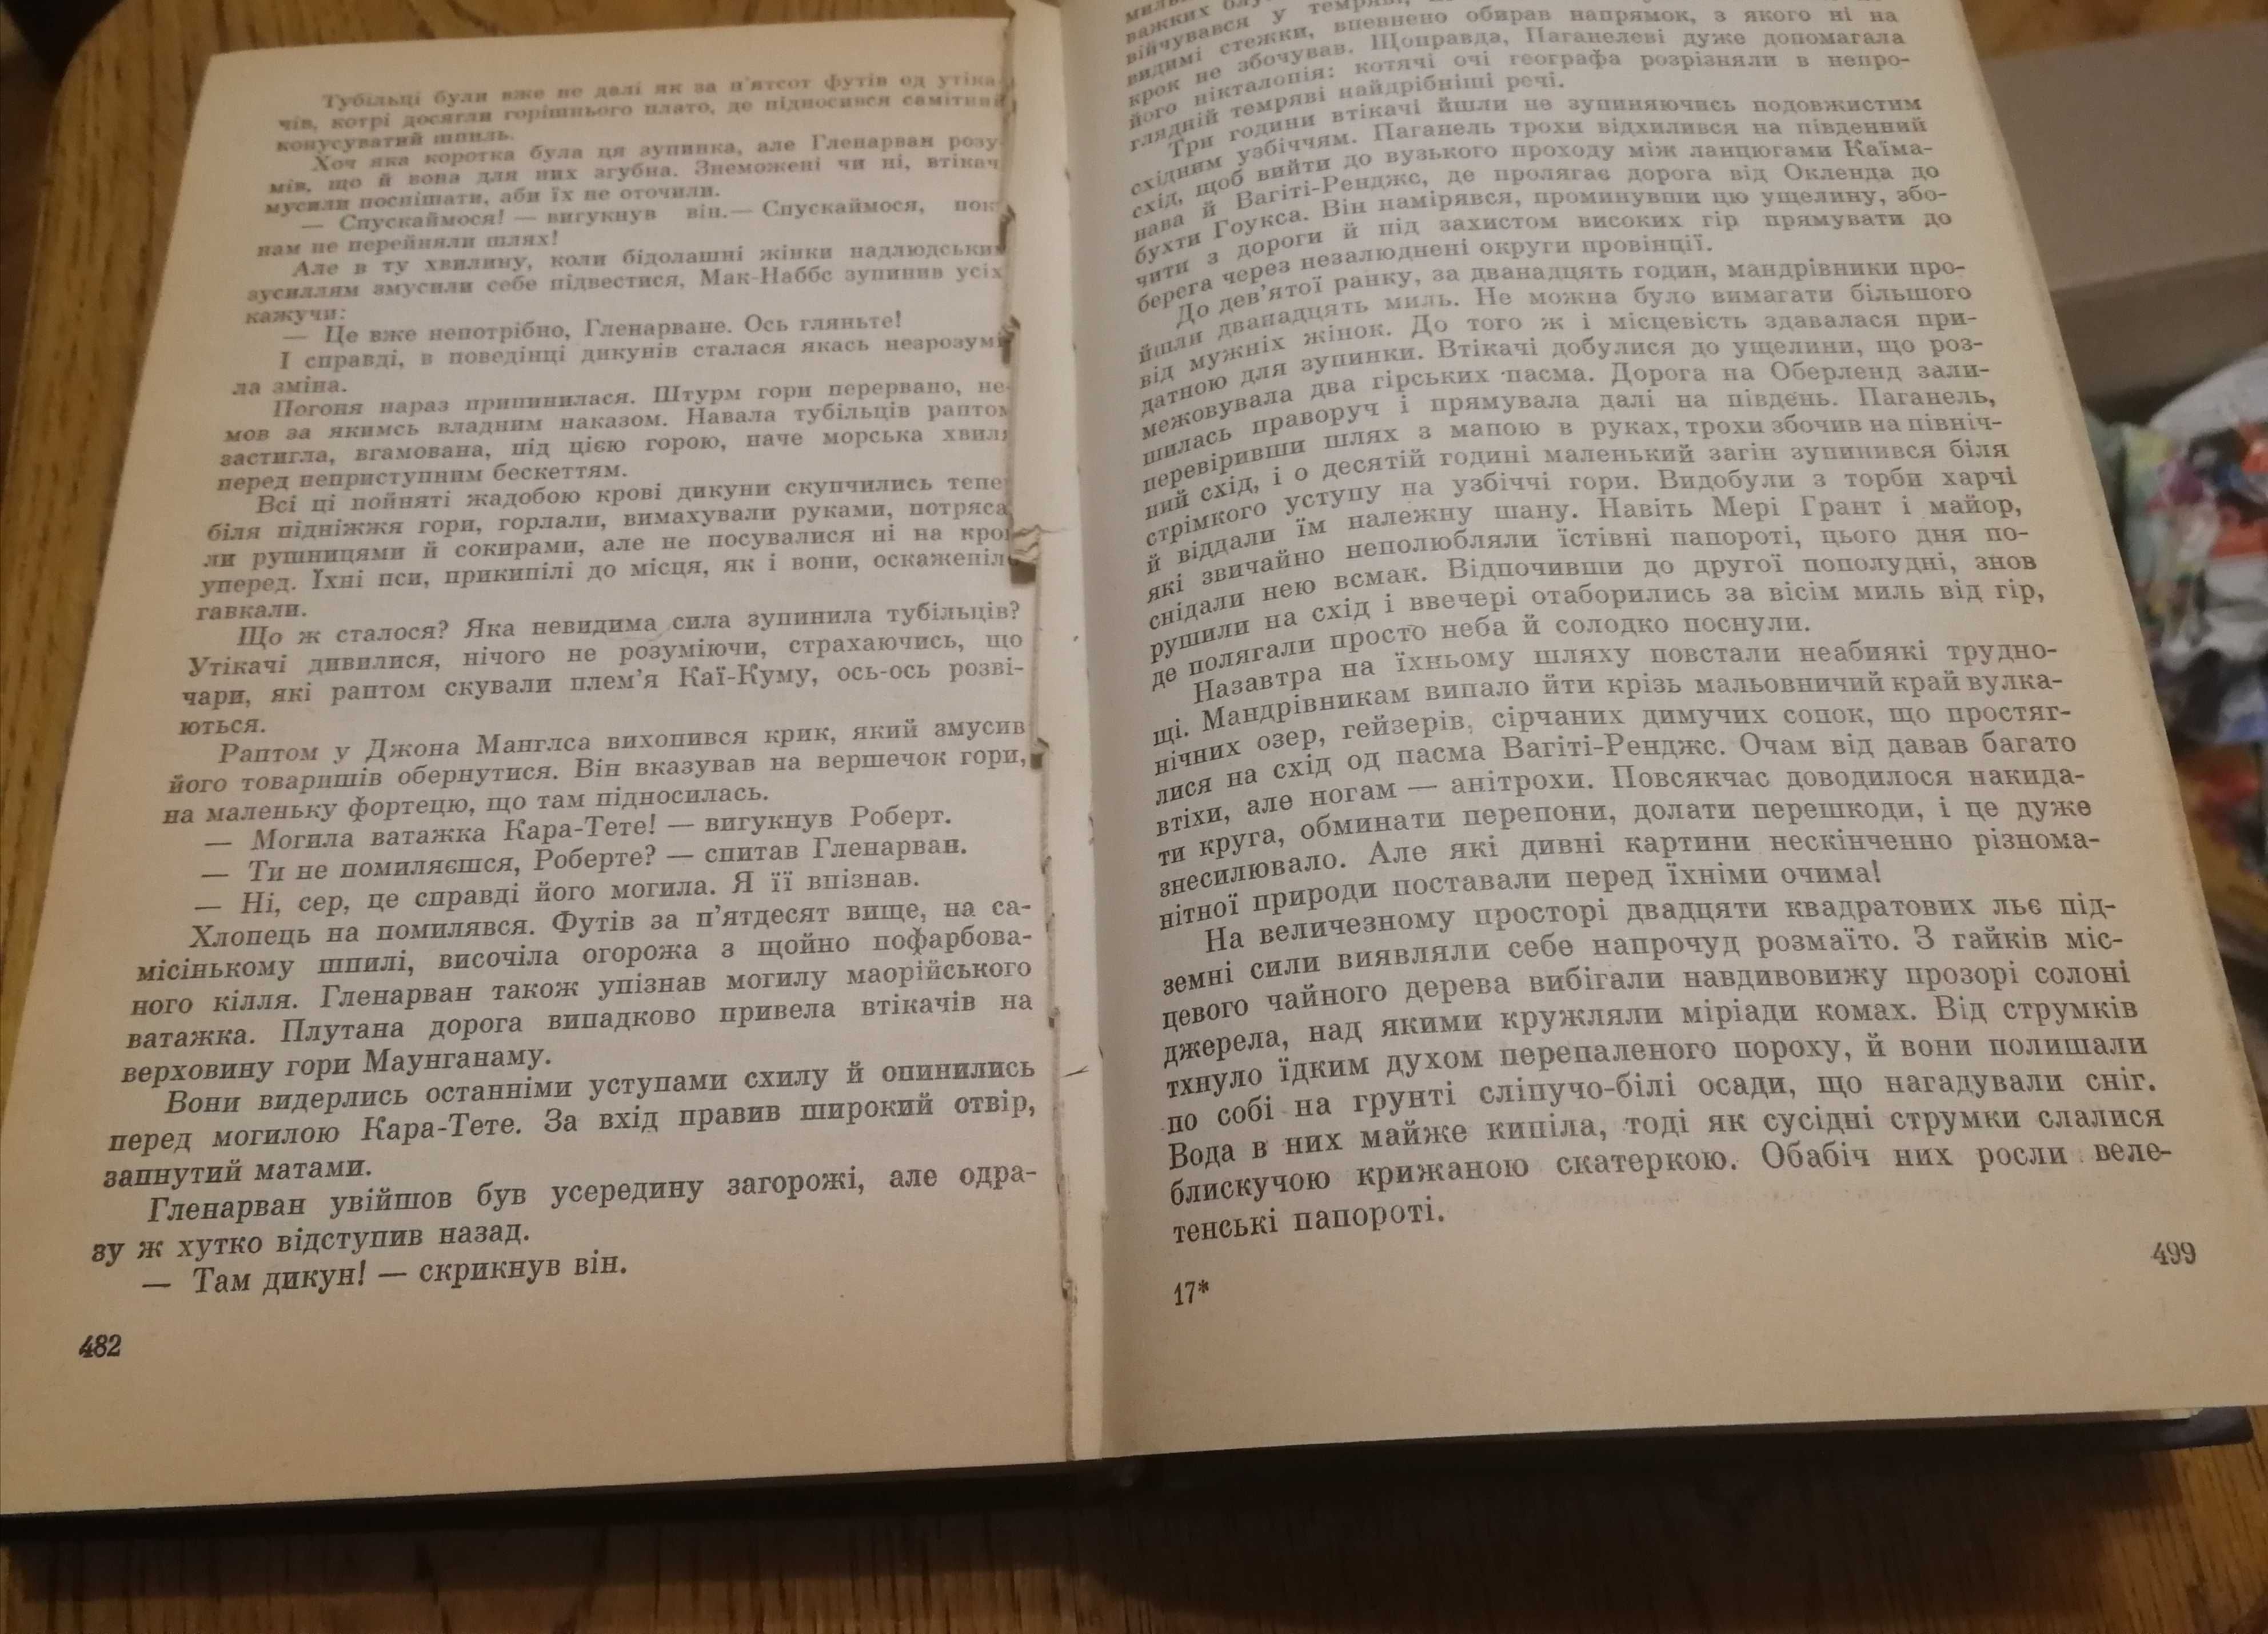 Тубільці були вже не далі як за п'ятсот футів од утіка-
чів, котрі досягли горішнього плато, де підносився самітний
конусуватий шпиль.
Хоч яка коротка була ця зупинка, але Гленарван розу-
мів, що й вона для них згубна. Знеможені чи ні, втікач
мусили поспішати, аби їх не оточили.
— Спускаймося! — вигукнув він.— Спускаймося, пок
нам не перейняли шлях!
Але в ту хвилину, коли бідолашні жінки надлюдським
зусиллям змусили себе підвестися, Мак-Наббс зупинив усіх
кажучи:
— Це вже непотрібно, Гленарване. Ось гляньте!
І справді, в поведінці дикунів сталася якась незрозумі
ла зміна.
Погоня нараз припинилася. Штурм гори перервано, не-
мов за якимсь владним наказом. Навала тубільців раптом
застигла, вгамована, під цією горою, наче морська хвиля
перед неприступним бескеттям.
Всі ці пойняті жадобою крові дикуни скупчились тепе
біля підніжжя гори, горлали, вимахували руками, потряса
ли рушницями й сокирами, але не посувалися ні на кро
уперед. Їхні пси, прикипілі до місця, як і вони, оскаженіл
гавкали.
Що ж сталося? Яка невидима сила зупинила тубільців?
Утікачі дивилися, нічого не розуміючи, страхаючись, що
чари, які раптом скували плем'я Каї-Куму, ось-ось розві-
ються.
Раптом у Джона Манглса вихопився крик, який змусив
його товаришів обернутися. Він вказував на вершечок гори,
на маленьку фортецю, що там підносилась.
— Могила ватажка Кара-Тете! — вигукнув Роберт.
— Ти не помиляєшся, Роберте? — спитав Гленарван.
— Ні, сер, це справді його могила. Я її впізнав.
Хлопець на помилявся. Футів за п'ятдесят вище, на са-
місінькому шпилі, височіла огорожа з щойно пофарбова-
ного кілля. Гленарван також упізнав могилу маорійського
ватажка. Плутана дорога випадково привела втікачів на
верховину гори Маунганаму.
Вони видерлись останніми уступами схилу й опинились
перед могилою Кара-Тете. За вхід правив широкий отвір,
запнутий матами.
Гленарван увійшов був усередину загорожі, але одра-
зу ж хутко відступив назад.
— Там дикун! — скрикнув він.
482
важких
війчувався у темряві,
видимі стежки, впевнено обирав напрямок, з якого ні на
крок не збочував. Щоправда, Паганелеві дуже допомагала
його нікталопія: котячі очі географа розрізняли в непро-
глядній темряві найдрібніші речі.
Три години втікачі йшли не зупиняючись подовжистим
східним узбіччям. Паганель трохи відхилився на південний
схід, щоб вийти до вузького проходу між ланцюгами Каїма-
нава й Вагіті-Ренджс, де пролягає дорога від Окленда до
бухти Гоукса. Він намірявся, проминувши цю ущелину, збо-
чити з дороги й під захистом високих гір прямувати до
берега через незалюднені округи провінції.
До дев'ятої ранку, за дванадцять годин, мандрівники про-
йшли дванадцять миль. Не можна було вимагати більшого
від мужніх жінок. До того ж і місцевість здавалася при-
датною для зупинки. Втікачі добулися до ущелини, що роз-
межовувала два гірських пасма. Дорога на Оберленд зали-
шилась праворуч і прямувала далі на південь. Паганель,
перевіривши шлях з мапою в руках, трохи збочив на північ-
ний схід, і о десятій годині маленький загін зупинився біля
стрімкого уступу на узбіччі гори. Видобули з торби харчі
й віддали їм належну шану. Навіть Мері Грант і майор,
які звичайно неполюбляли їстівні папороті, цього дня по-
снідали нею всмак. Відпочивши до другої пополудні, знов
рушили на схід і ввечері отаборились за вісім миль від гір,
де полягали просто неба й солодко поснули.
Назавтра на їхньому шляху повстали неабиякі трудно-
щі. Мандрівникам випало йти крізь мальовничий край вулка-
нічних озер, гейзерів, сірчаних димучих сопок, що простяг-
лися на схід од пасма Вагіті-Ренджс. Очам від давав багато
втіхи, але ногам — анітрохи. Повсякчас доводилося накида-
ти круга, обминати перепони, долати перешкоди, і це дуже
знесилювало. Але які дивні картини нескінченно різнома-
нітної природи поставали перед їхніми очима!
На величезному просторі двадцяти квадратових льє під-
земні сили виявляли себе напрочуд розмаїто. З гайків міс-
цевого чайного дерева вибігали навдивовижу прозорі солоні
джерела, над якими кружляли міріади комах. Від струмків
тхнуло їдким духом перепаленого пороху, й вони полишали
по собі на грунті сліпучо-білі осади, що нагадували сніг.
Вода в них майже кипіла, тоді як сусідні струмки слалися
блискучою крижаною скатеркою. Обабіч них росли веле-
тенські папороті.
17*
499